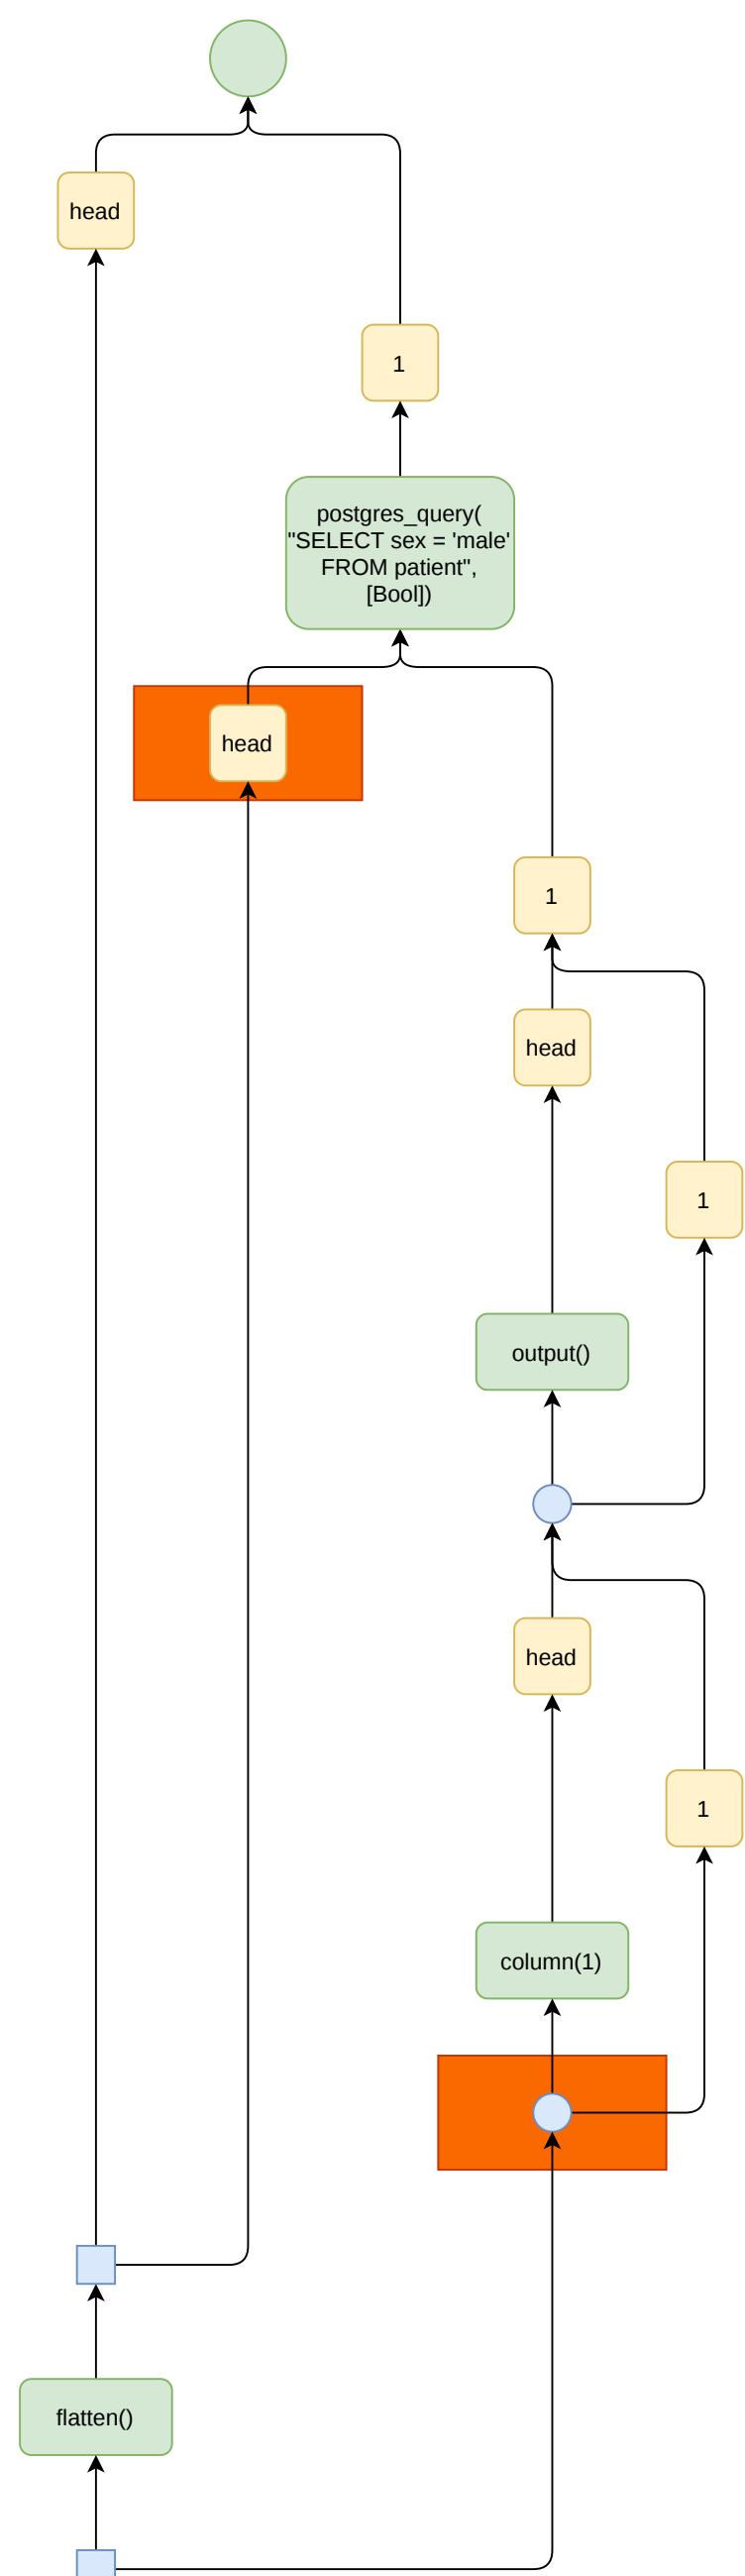 head
1
postgres_query(
"SELECT sex = 'male'
FROM patient",
[Bool])
head
1
head
1
output()
head
1
column(1)
flatten()